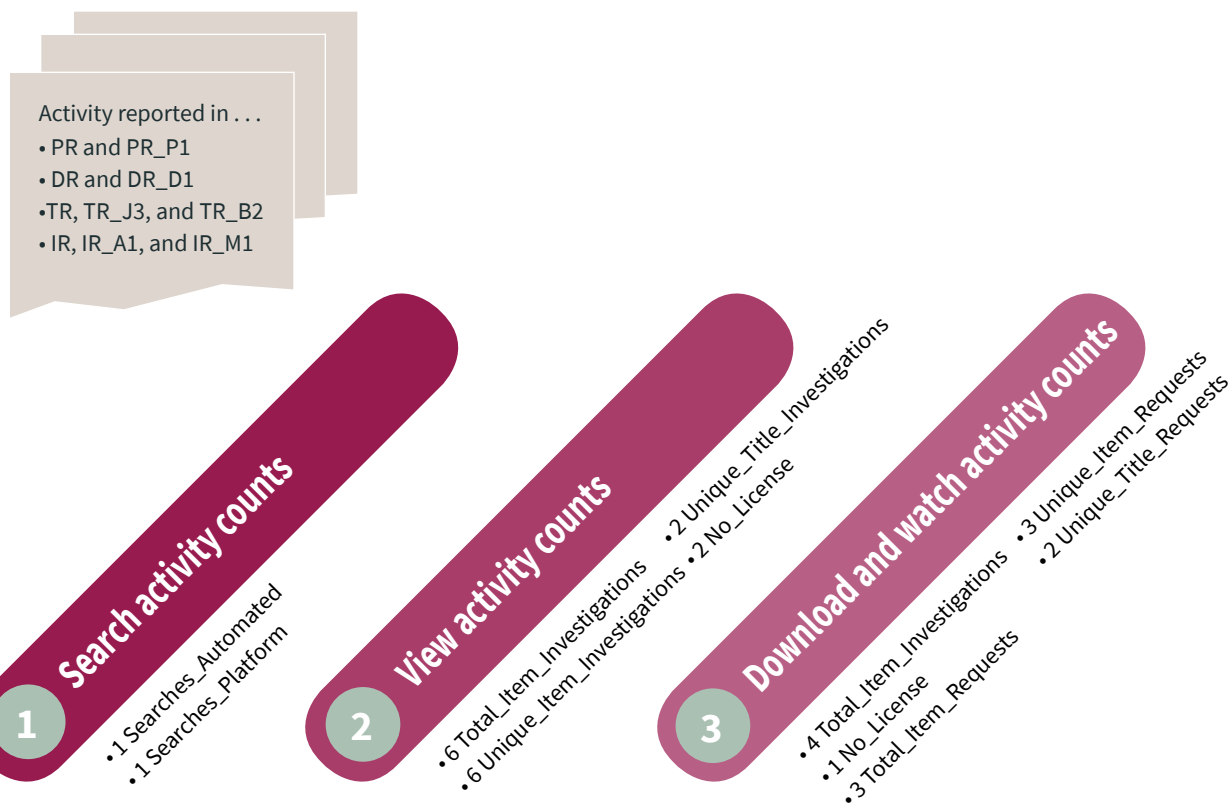 Activity reported in . . .
• PR and PR_P1
• DR and DR_D1
•TR, TR_J3, and TR_B2
• IR, IR_A1, and IR_M1
1
Search activity counts
• 1 Searches_Automated
• 1 Searches_Platform
2
View activity counts
• 6 Total_Item_Investigations
• 6 Unique_Item_Investigations
• 2 Unique_Title_Investigations
• 2 No_License
3
Download and watch activity counts
• 4 Total_Item_Investigations
• 1 No_License
• 3 Total_Item_Requests
• 3 Unique_Item_Requests
• 2 Unique_Title_Requests